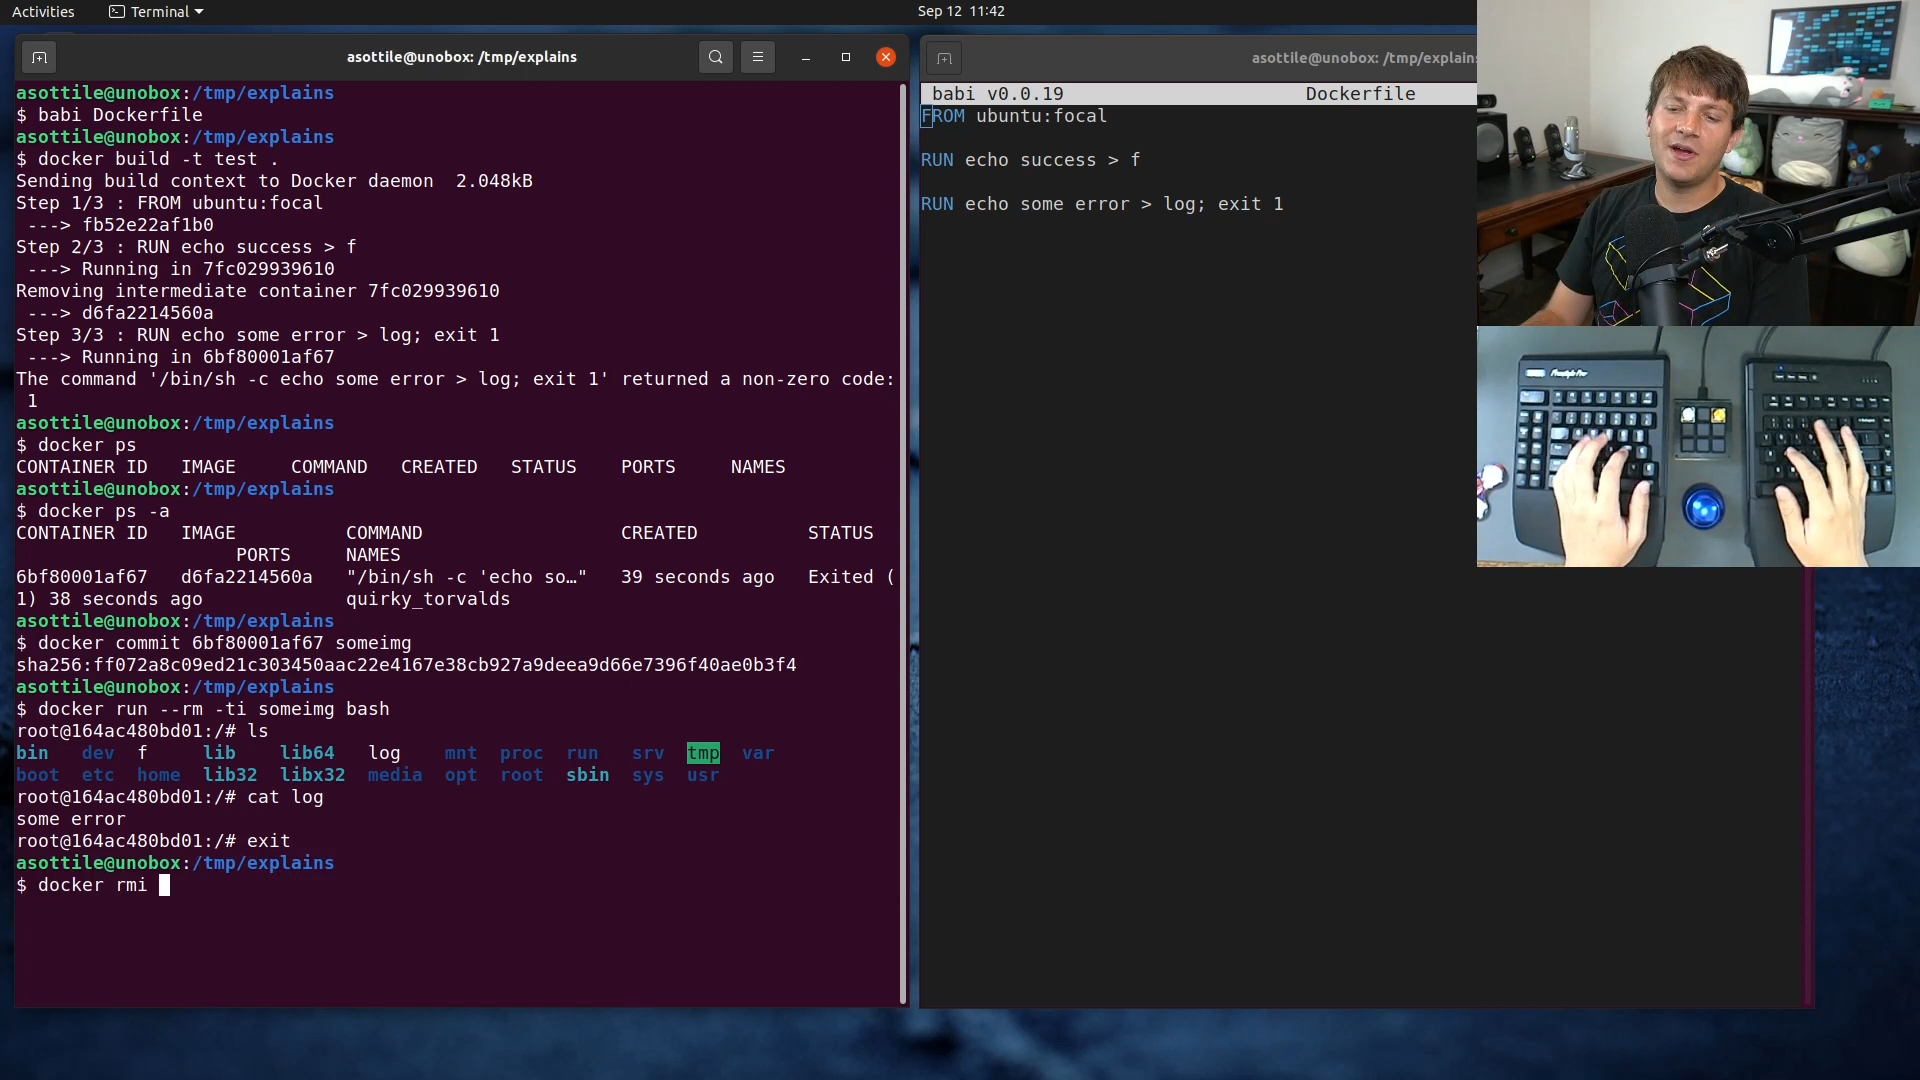 Activities
Terminal
Sep 12 11:42
asottile@unobox: /tmp/explains
asottile@unobox:/tmp/explains
$ babi Dockerfile
asottile@unobox:/tmp/explains
$ docker build -t test .
Sending build context to Docker daemon  2.048kB
Step 1/3 : FROM ubuntu:focal
 ---> fb52e22af1b0
Step 2/3 : RUN echo success > f
 ---> Running in 7fc029939610
Removing intermediate container 7fc029939610
 ---> d6fa2214560a
Step 3/3 : RUN echo some error > log; exit 1
 ---> Running in 6bf80001af67
The command '/bin/sh -c echo some error > log; exit 1' returned a non-zero code:
 1
asottile@unobox:/tmp/explains
$ docker ps
CONTAINER ID   IMAGE     COMMAND   CREATED   STATUS    PORTS     NAMES
asottile@unobox:/tmp/explains
$ docker ps -a
CONTAINER ID   IMAGE          COMMAND                  CREATED          STATUS
                    PORTS     NAMES
6bf80001af67   d6fa2214560a   "/bin/sh -c 'echo so…"   39 seconds ago   Exited (
1) 38 seconds ago             quirky_torvalds
asottile@unobox:/tmp/explains
$ docker commit 6bf80001af67 someimg
sha256:ff072a8c09ed21c303450aac22e4167e38cb927a9deea9d66e7396f40ae0b3f4
asottile@unobox:/tmp/explains
$ docker run --rm -ti someimg bash
root@164ac480bd01:/# ls
bin   dev  f     lib    lib64   log    mnt  proc  run   srv  tmp  var
boot  etc  home  lib32  libx32  media  opt  root  sbin  sys  usr
root@164ac480bd01:/# cat log
some error
root@164ac480bd01:/# exit
asottile@unobox:/tmp/explains
$ docker rmi
asottile@unobox: /tmp/explains
babi v0.0.19 Dockerfile
FROM ubuntu:focal
RUN echo success > f
RUN echo some error > log; exit 1